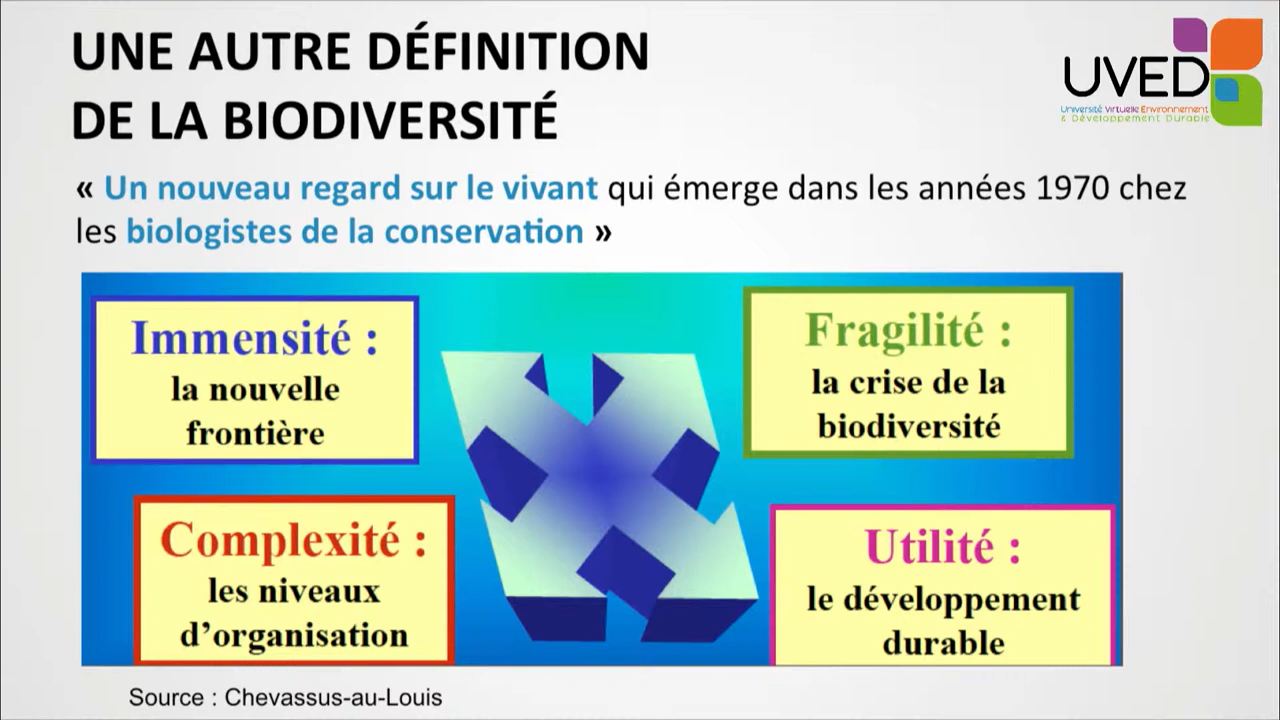 UNE AUTRE DÉFINITION
DE LA BIODIVERSITÉ
UVED
Université Virtuelle Environnement
& Développement Durable
« Un nouveau regard sur le vivant qui émerge dans les années 1970 chez
les biologistes de la conservation »
Immensité :
la nouvelle
frontière
Fragilité :
la crise de la
biodiversité
Complexité :
les niveaux
d’organisation
Utilité :
le développement
durable
Source : Chevassus-au-Louis